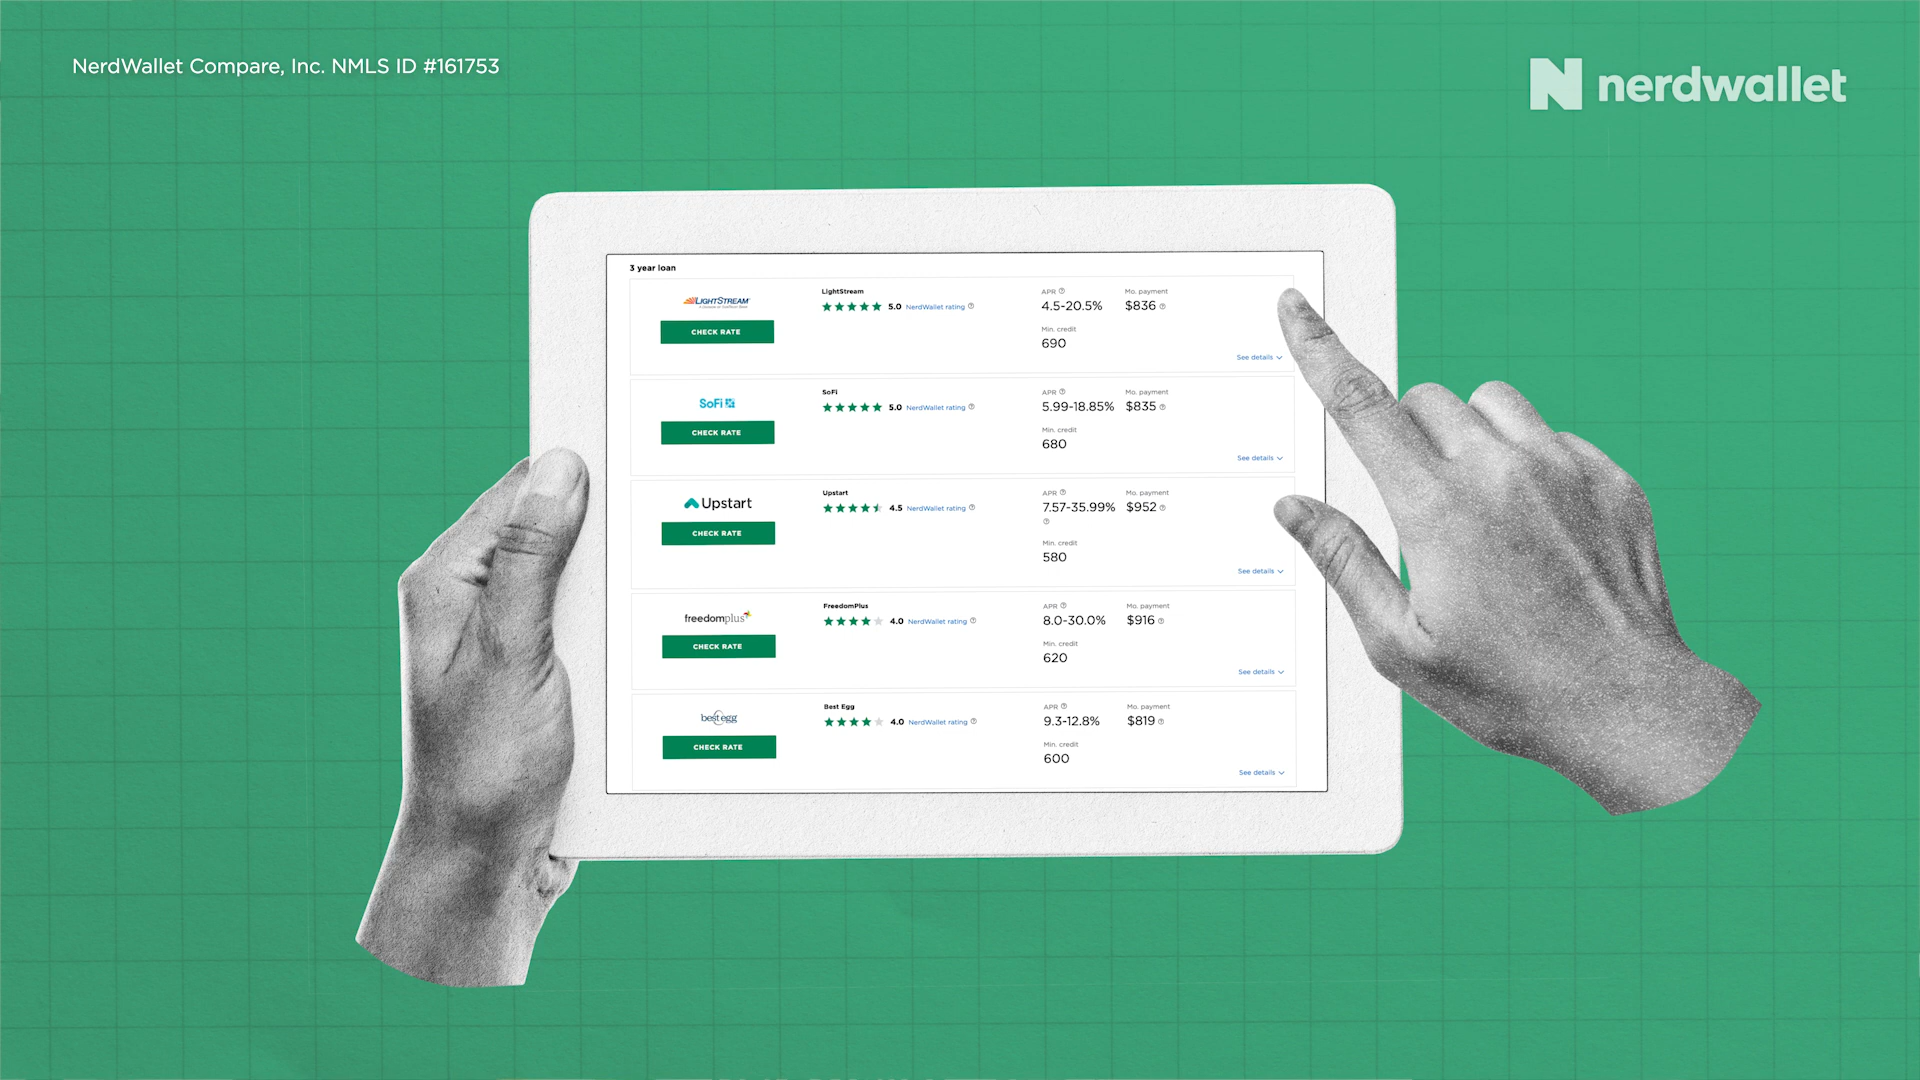 NerdWallet Compare, Inc. NMLS ID #161753
N nerdwallet
3 year loan
LIGHTSTREAM
CHECK RATE
LightStream
5.0 NerdWallet rating
APR Mo. payment
4.5-20.5% $836
Min. credit
690
See details
SoFi
CHECK RATE
SoFi
5.0 NerdWallet rating
APR Mo. payment
5.99-18.85% $835
Min. credit
680
See details
Upstart
CHECK RATE
Upstart
4.5 NerdWallet rating
APR Mo. payment
7.57-35.99% $952
Min. credit
580
See details
freedomplus
CHECK RATE
FreedomPlus
4.0 NerdWallet rating
APR Mo. payment
8.0-30.0% $916
Min. credit
620
See details
best egg
CHECK RATE
Best Egg
4.0 NerdWallet rating
APR Mo. payment
9.3-12.8% $819
Min. credit
600
See details